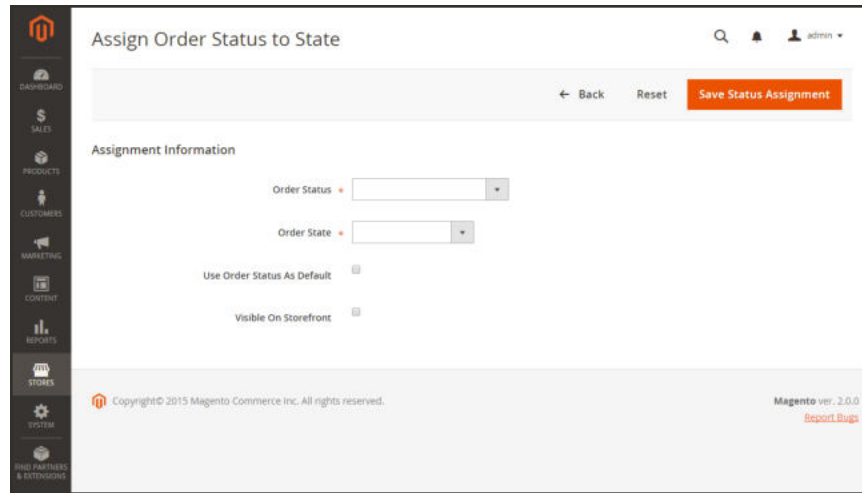 Assign Order Status to State
admin
DASHBOARD
SALES
PRODUCTS
CUSTOMERS
MARKETING
CONTENT
REPORTS
STORES
SYSTEM
FIND PARTNERS
& EXTENSIONS
Back
Reset
Save Status Assignment
Assignment Information
Order Status *
Order State *
Use Order Status As Default
Visible On Storefront
Copyright© 2015 Magento Commerce Inc. All rights reserved.
Magento ver. 2.0.0
Report Bugs